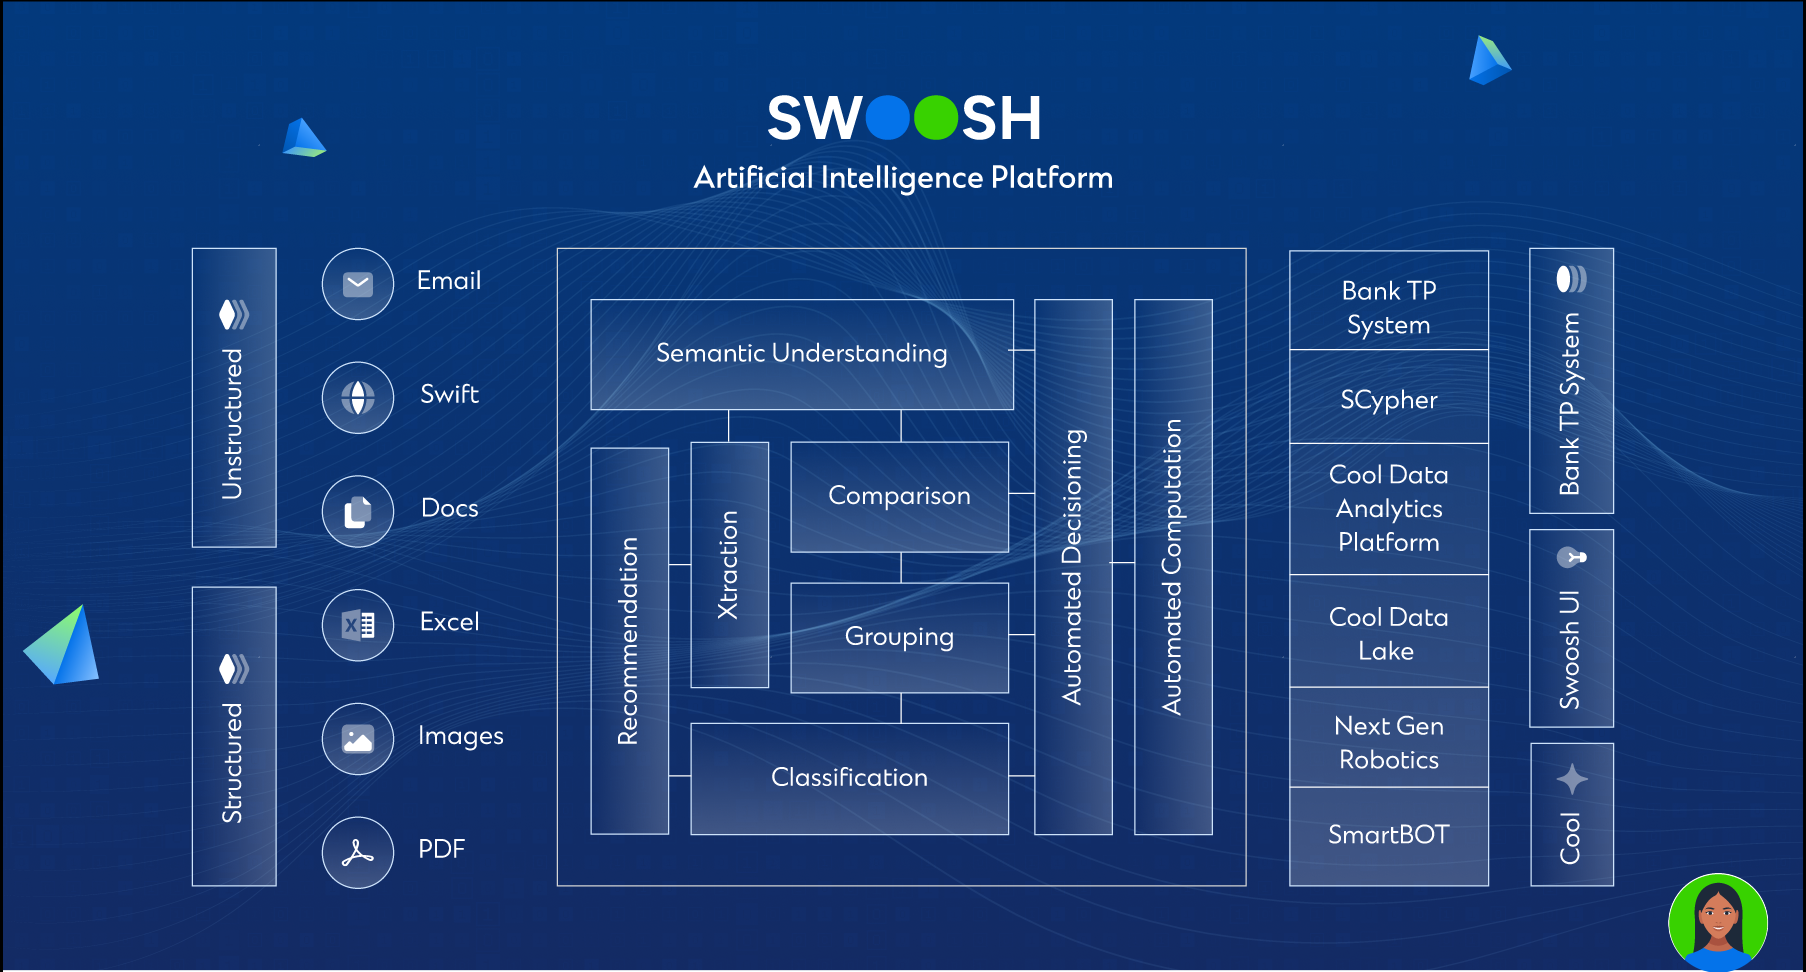 SWOOSH
Artificial Intelligence Platform
Unstructured
Structured
Email
Swift
Docs
Excel
Images
PDF
Semantic Understanding
Recommendation
Xtraction
Comparison
Grouping
Classification
Automated Decisioning
Automated Computation
Bank TP
System
SCypher
Cool Data
Analytics
Platform
Cool Data
Lake
Next Gen
Robotics
SmartBOT
Bank TP System
Swoosh UI
Cool